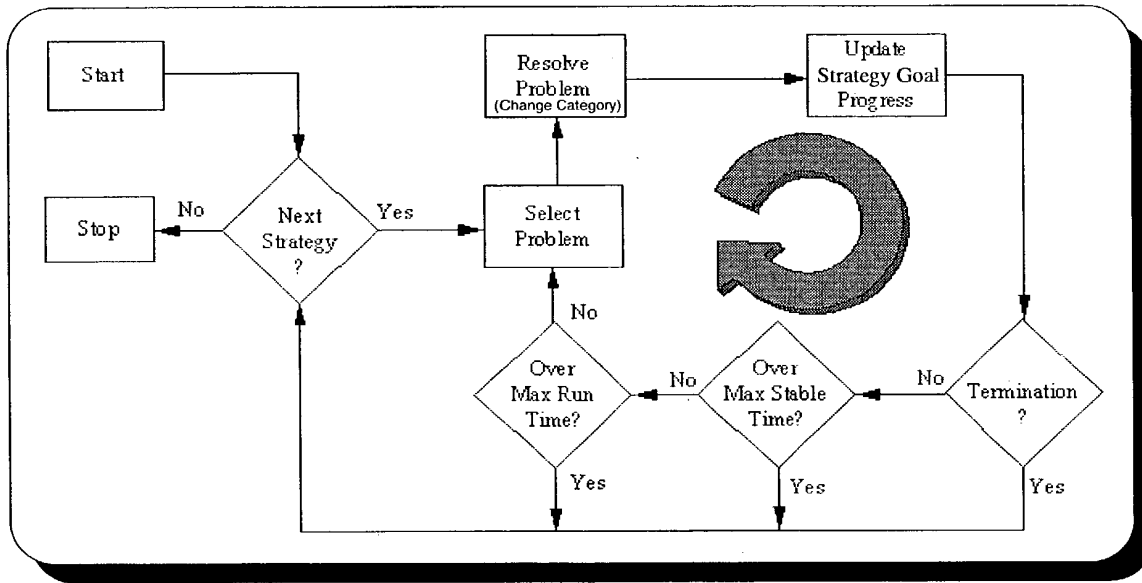 Start
Resolve
Problem
(Change Category)
Update
Strategy Goal
Progress
Stop
No
Next
Strategy
?
Yes
Select
Problem
No
Over
Max Run
Time?
No
Over
Max Stable
Time?
No
Termination
?
Yes
Yes
Yes